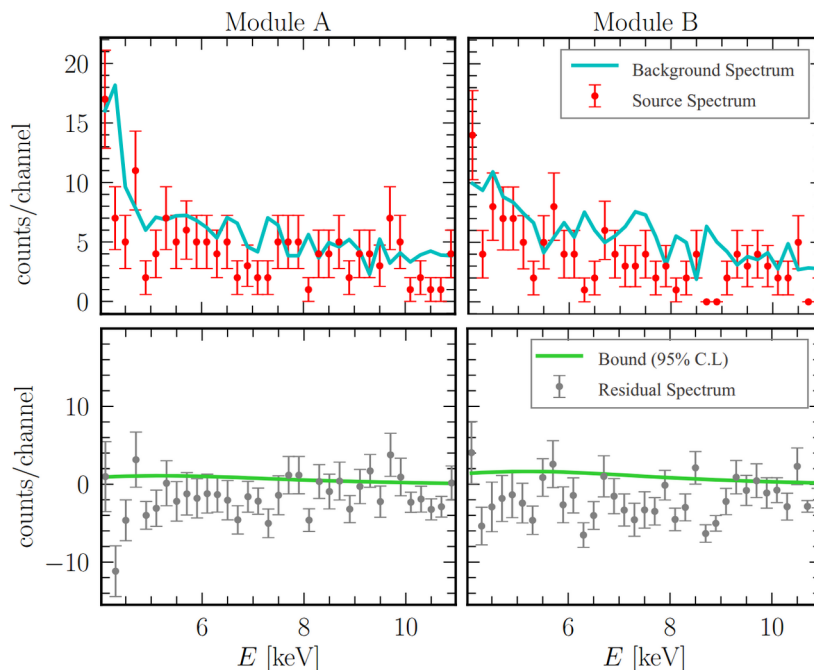 Module A
Module B
counts/channel
20
15
10
5
0
Background Spectrum
Source Spectrum
counts/channel
10
0
−10
Bound (95% C.L)
Residual Spectrum
6
8
10
6
8
10
E [keV]
E [keV]